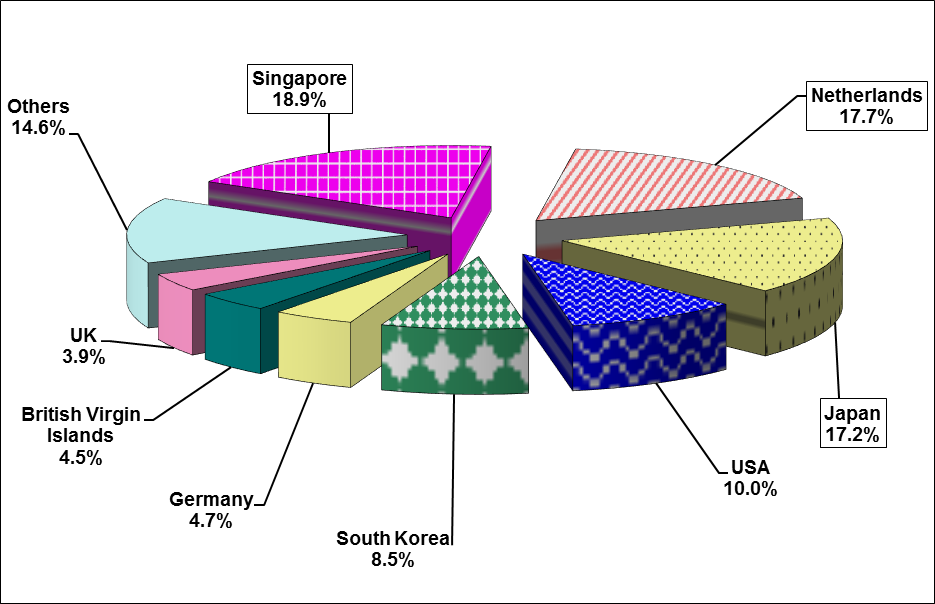 Singapore
18.9%
Netherlands
17.7%
Others
14.6%
UK
3.9%
British Virgin
Islands
4.5%
Japan
17.2%
USA
10.0%
Germany
4.7%
South Korea
8.5%